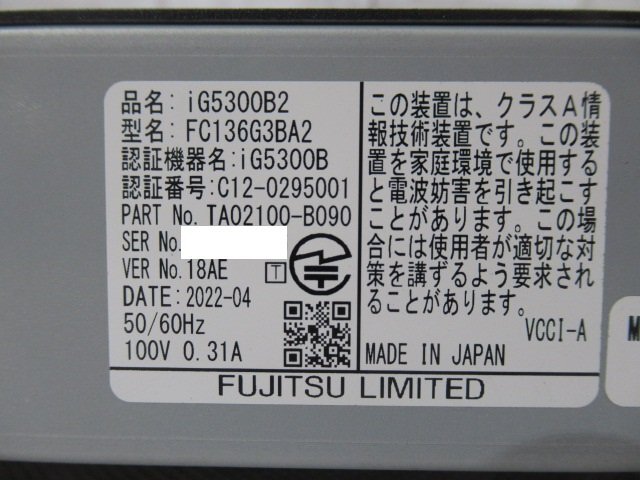 品名: iG5300B2
型名: FC136G3BA2
認証機器名: iG5300B
認証番号: C12-0295001
PART No. TA02100-B090
SER No.
VER No. 18AE
T
DATE: 2022-04
50/60Hz
100V 0.31A
この装置は、クラスA情
報技術装置です。この装
置を家庭環境で使用する
と電波妨害を引き起こす
ことがあります。この場
合には使用者が適切な対
策を講ずるよう要求され
ることがあります。
VCCI-A
MADE IN JAPAN
FUJITSU LIMITED
M